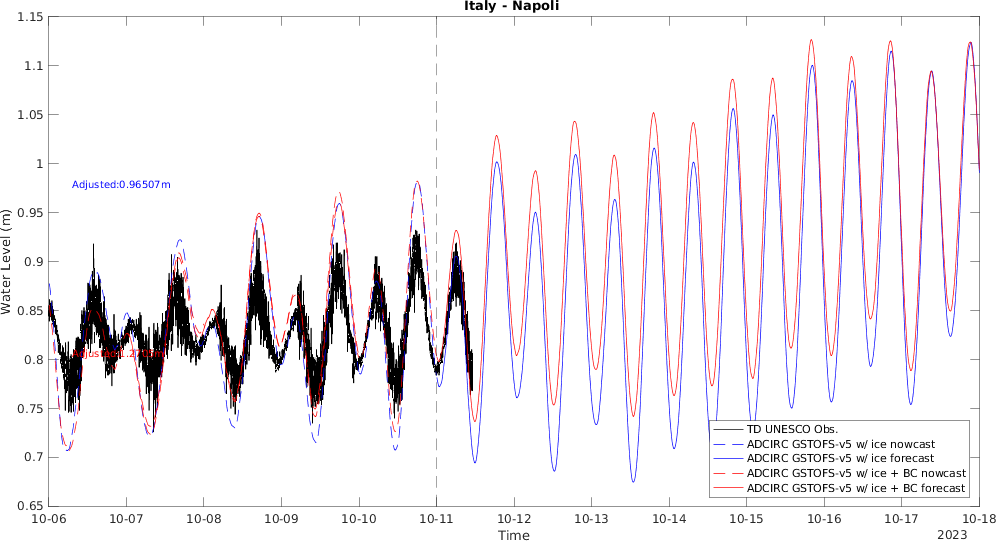 Italy - Napoli
1.15
1.1
1.05
1
0.95
0.9
0.85
0.8
0.75
0.7
0.65
Water Level (m)
Adjusted:0.96507m
TD UNESCO Obs.
ADCIRC GSTOFS-v5 w/ ice nowcast
ADCIRC GSTOFS-v5 w/ ice forecast
ADCIRC GSTOFS-v5 w/ ice + BC nowcast
ADCIRC GSTOFS-v5 w/ ice + BC forecast
10-06 10-07 10-08 10-09 10-10 10-11 10-12 10-13 10-14 10-15 10-16 10-17 10-18
Time
2023